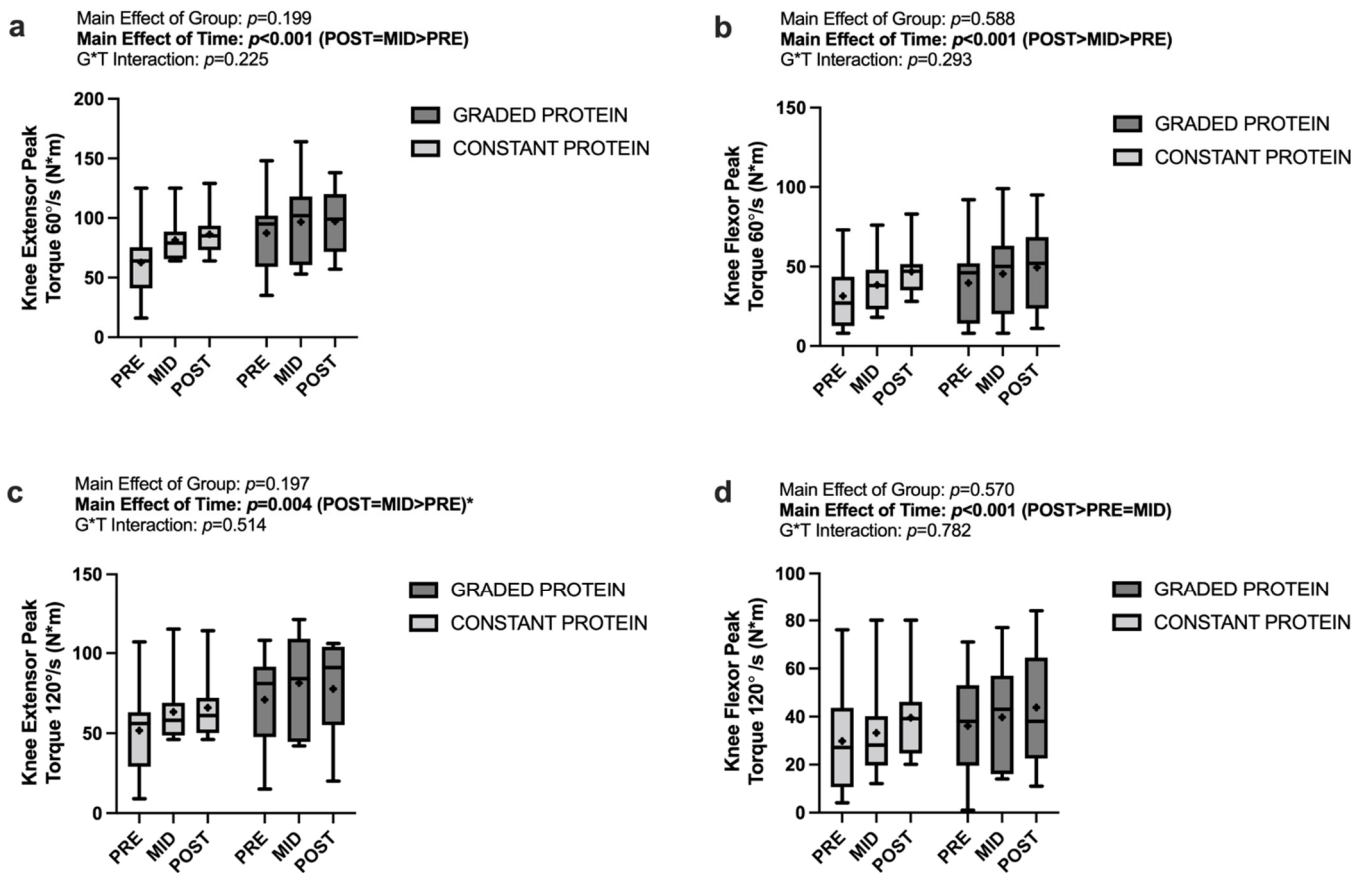 a
Main Effect of Group: p=0.199
Main Effect of Time: p<0.001 (POST=MID>PRE)
G*T Interaction: p=0.225
Knee Extensor Peak
Torque 60°/s (N*m)
200
150
100
50
0
PRE
MID
POST
PRE
MID
POST
GRADED PROTEIN
CONSTANT PROTEIN
b
Main Effect of Group: p=0.588
Main Effect of Time: p<0.001 (POST>MID>PRE)
G*T Interaction: p=0.293
Knee Flexor Peak
Torque 60°/s (N*m)
150
100
50
0
PRE
MID
POST
PRE
MID
POST
GRADED PROTEIN
CONSTANT PROTEIN
c
Main Effect of Group: p=0.197
Main Effect of Time: p=0.004 (POST=MID>PRE)*
G*T Interaction: p=0.514
Knee Extensor Peak
Torque 120°/s (N*m)
150
100
50
0
PRE
MID
POST
PRE
MID
POST
GRADED PROTEIN
CONSTANT PROTEIN
d
Main Effect of Group: p=0.570
Main Effect of Time: p<0.001 (POST>PRE=MID)
G*T Interaction: p=0.782
Knee Flexor Peak
Torque 120° /s (N*m)
100
80
60
40
20
0
PRE
MID
POST
PRE
MID
POST
GRADED PROTEIN
CONSTANT PROTEIN